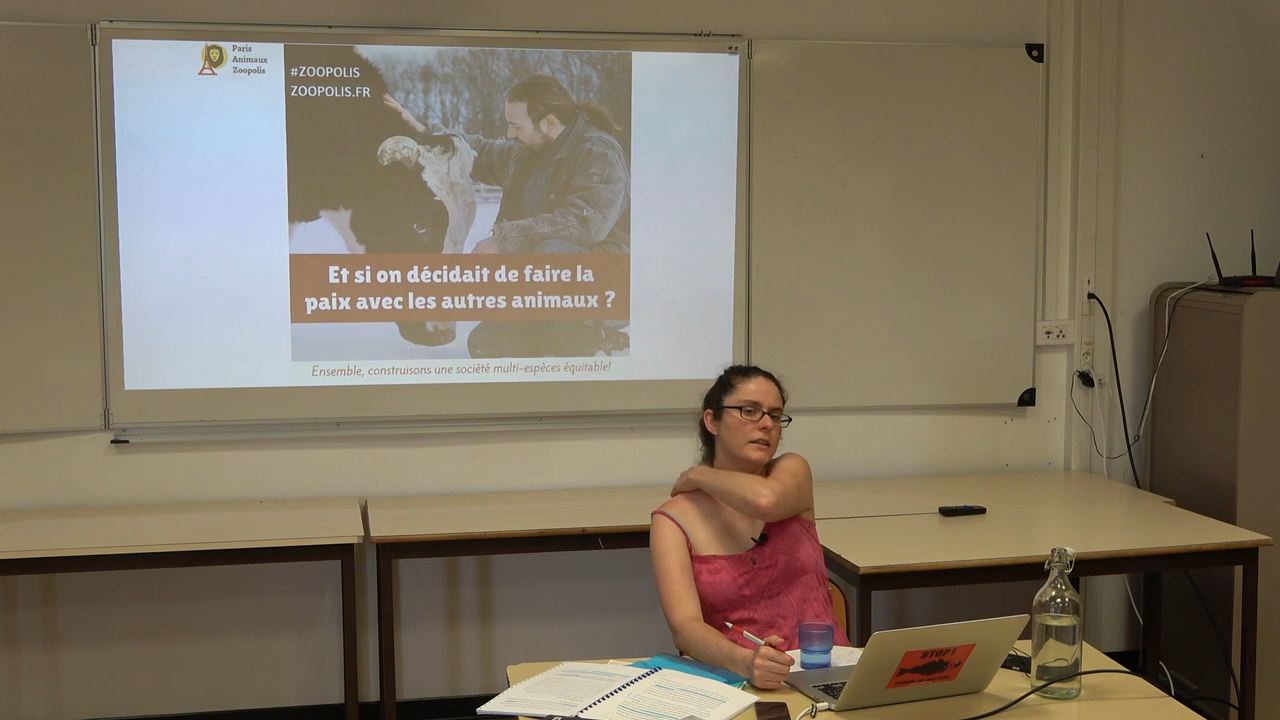 Paris
Animaux
Zoopolis
#ZOOPOLIS
ZOOPOLIS.FR
Et si on décidait de faire la
paix avec les autres animaux ?
Ensemble, construisons une société multi-espèces équitable!
STOP!